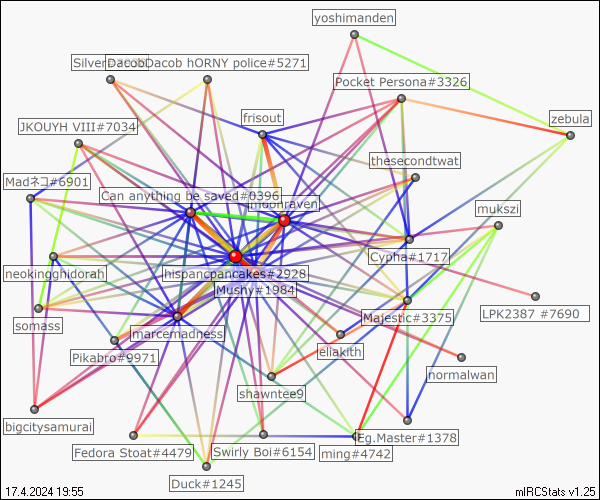 yoshimanden
DacobDacob hORNY police#5271
Pocket Persona#3326
frisout
zebula
JKOUYH VIII#7034
thesecondtwat
Madネコ#6901
Can anything be saved#0396
moonraven
mukszi
Cypha#1717
neokingghidorah
hispancpancakes#2928
Mushy#1984
LPK2387 #7690
somass
marcemadness
Majestic#3375
Pikabro#9971
eliakith
normalwan
shawntee9
bigcitysamurai
Eg.Master#1378
Fedora Stoat#4479
Swirly Boi#6154
ming#4742
Duck#1245
17.4.2024 19:55
mIRCStats v1.25